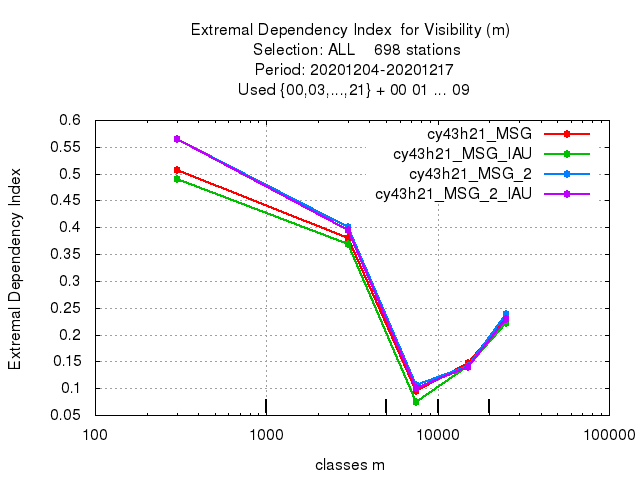 Extremal Dependency Index  for Visibility (m)
Selection: ALL    698 stations
Period: 20201204-20201217
Used {00,03,...,21} + 00 01 ... 09
0.6
0.55
0.5
0.45
0.4
0.35
0.3
0.25
0.2
0.15
0.1
0.05
Extremal Dependency Index
cy43h21_MSG
cy43h21_MSG_IAU
cy43h21_MSG_2
cy43h21_MSG_2_IAU
100 1000 10000 100000
classes m